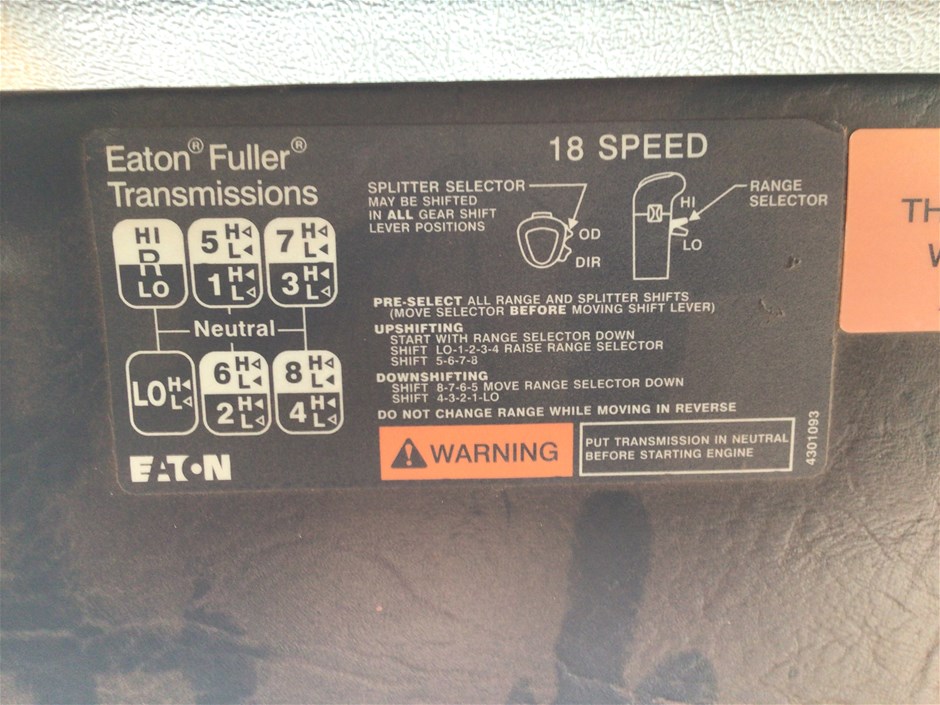 Eaton® Fuller®
Transmissions
HI
R
LO
5 H L
1 H L
7 H L
3 H L
Neutral
LO H L
6 H L
2 H L
8 H L
4 H L
EATON
18 SPEED
SPLITTER SELECTOR
MAY BE SHIFTED
IN ALL GEAR SHIFT
LEVER POSITIONS
OD
DIR
HI
LO
RANGE
SELECTOR
PRE-SELECT ALL RANGE AND SPLITTER SHIFTS
(MOVE SELECTOR BEFORE MOVING SHIFT LEVER)
UPSHIFTING
START WITH RANGE SELECTOR DOWN
SHIFT LO-1-2-3-4 RAISE RANGE SELECTOR
SHIFT 5-6-7-8
DOWNSHIFTING
SHIFT 8-7-6-5 MOVE RANGE SELECTOR DOWN
SHIFT 4-3-2-1-LO
DO NOT CHANGE RANGE WHILE MOVING IN REVERSE
WARNING
PUT TRANSMISSION IN NEUTRAL
BEFORE STARTING ENGINE
4301093
TH